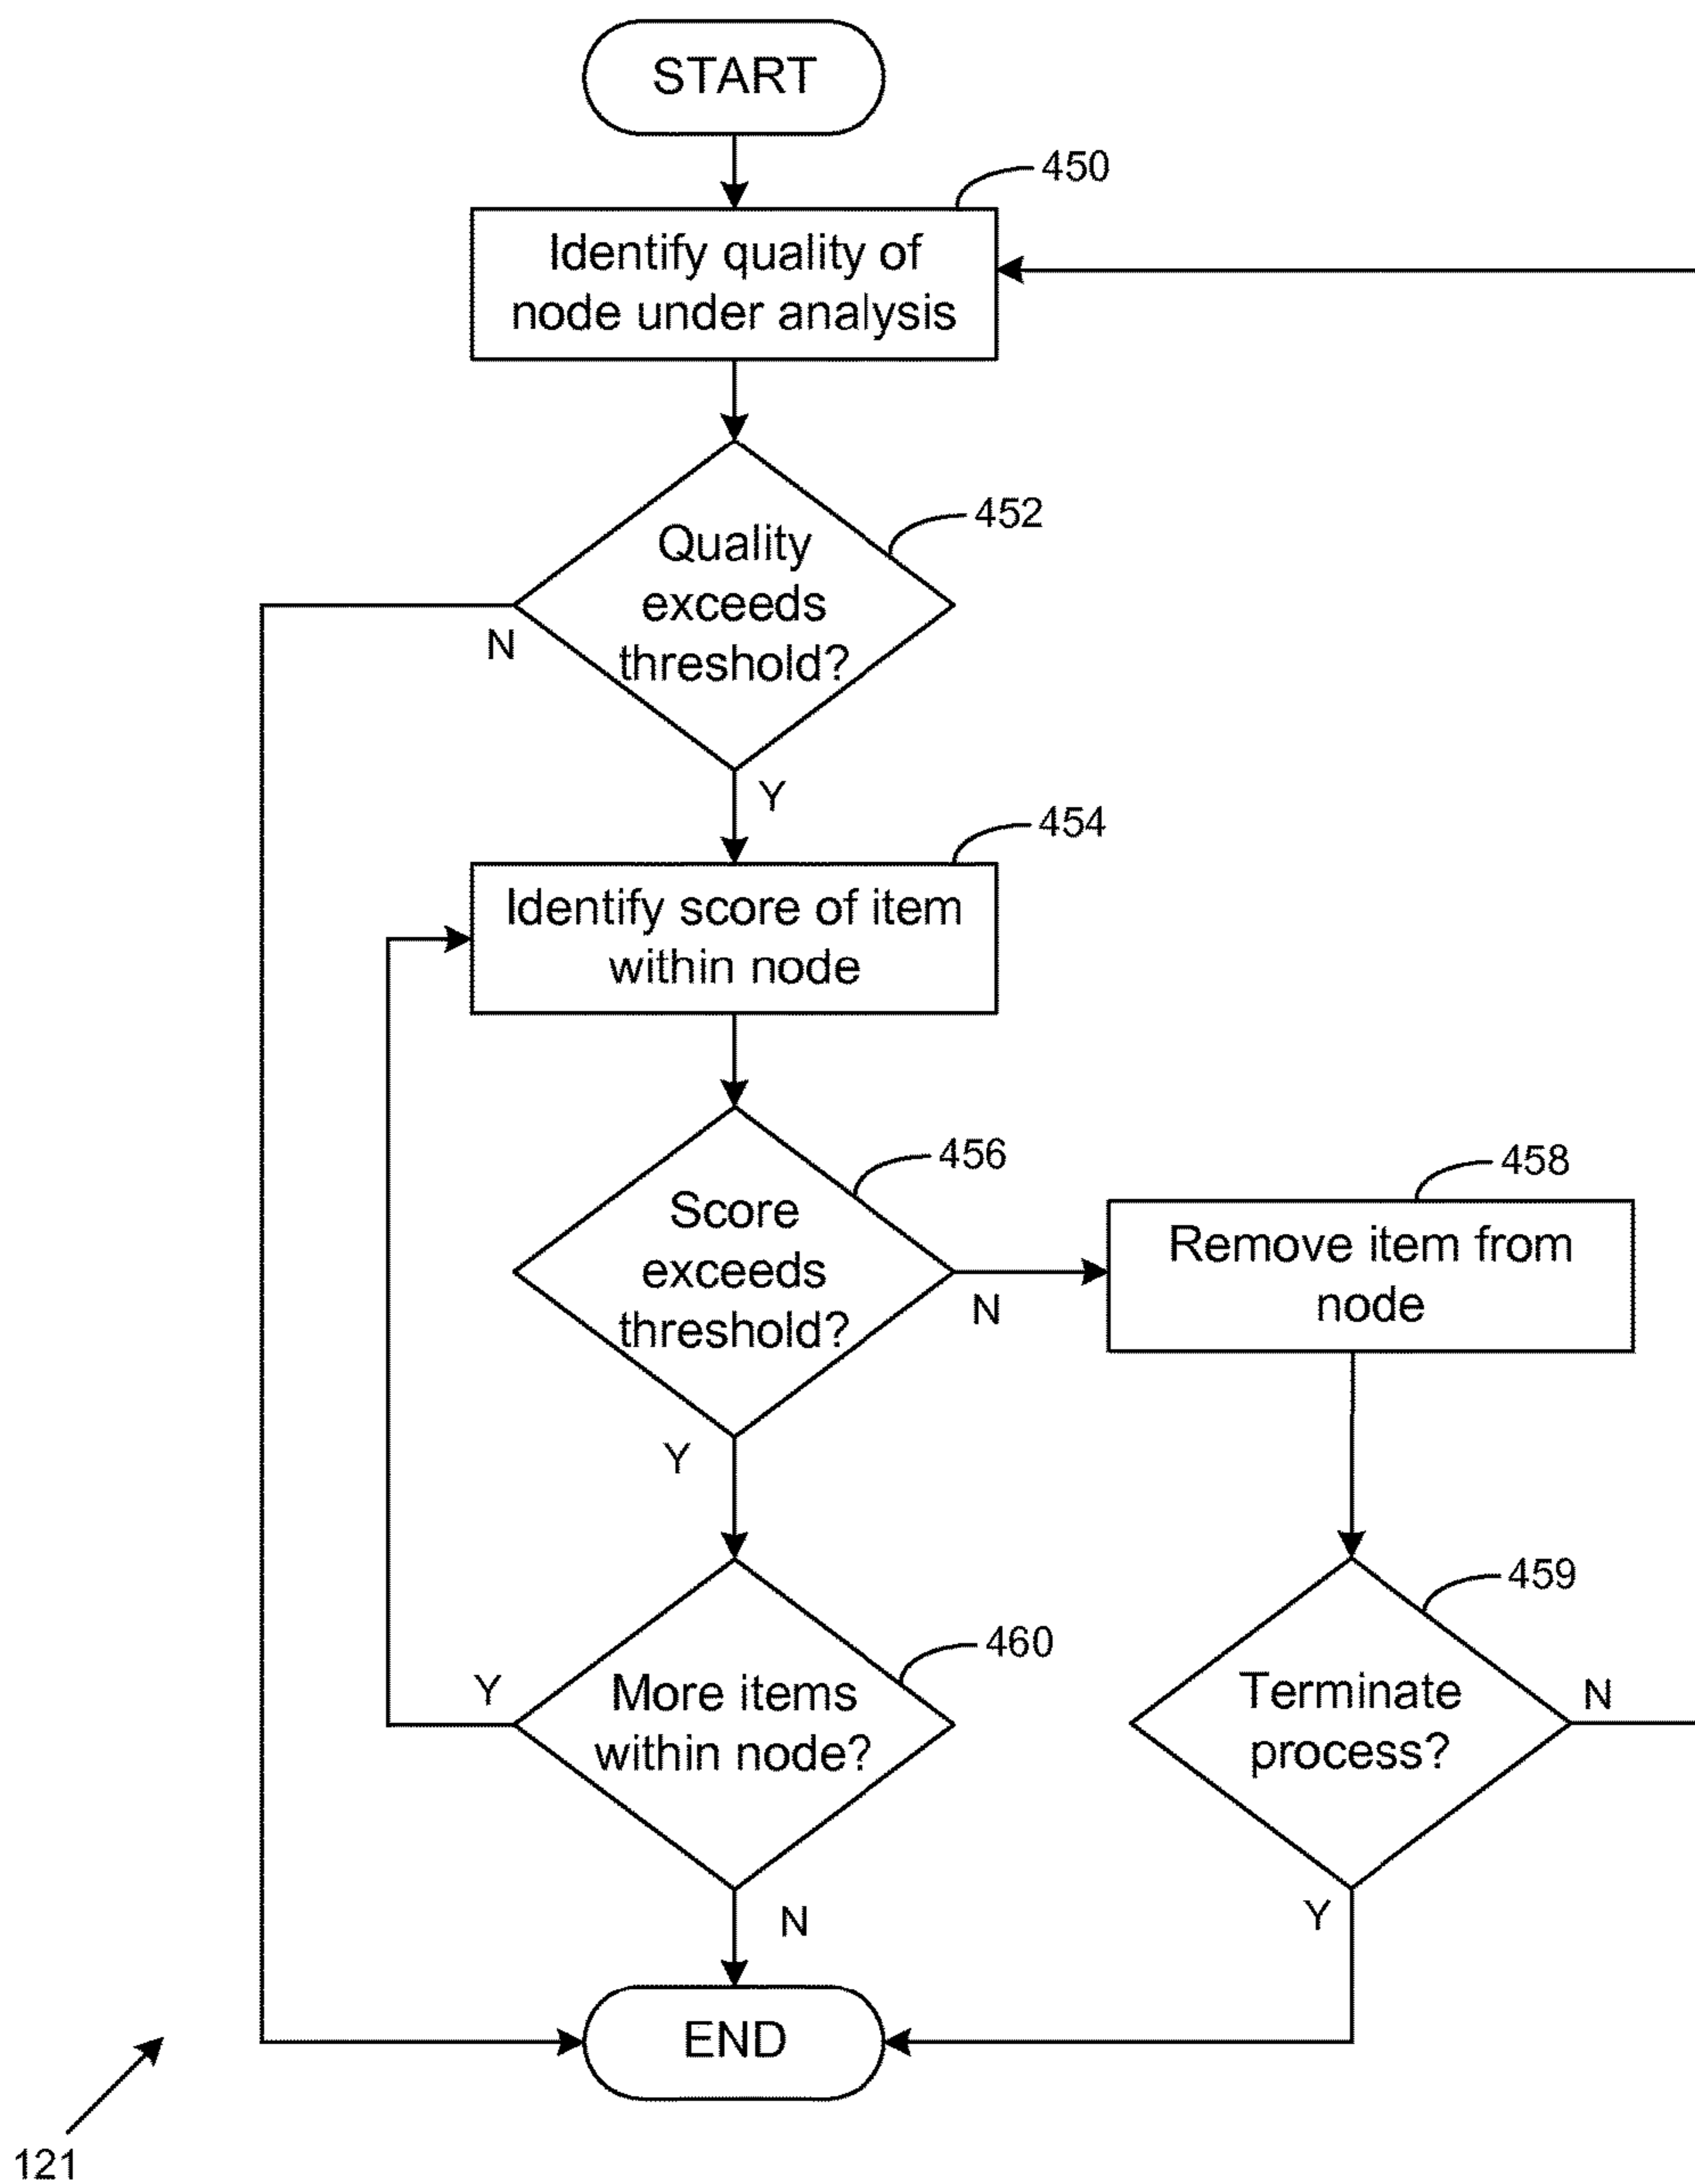 START
450
Identify quality of
node under analysis
452
Quality
exceeds
threshold?
N
Y
454
Identify score of item
within node
456
Score
exceeds
threshold?
N
Y
458
Remove item from
node
459
Terminate
process?
N
Y
460
More items
within node?
Y
N
END
121